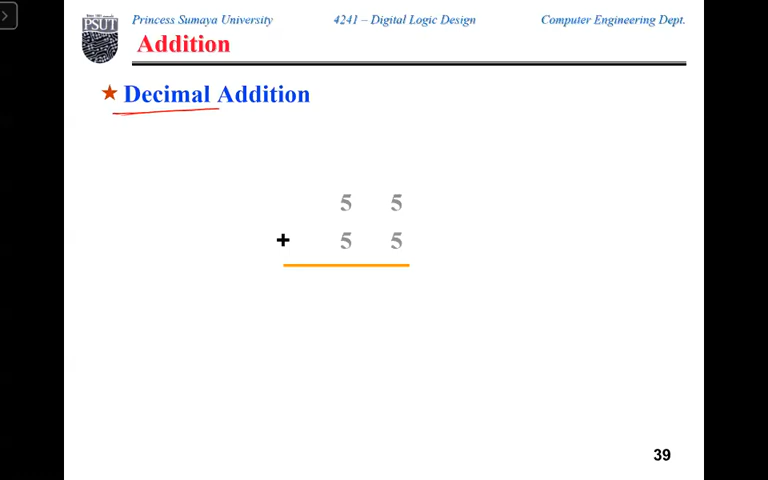 Princess Sumaya University 4241 – Digital Logic Design Computer Engineering Dept.
PSUT
Addition
★ Decimal Addition
5 5
+ 5 5
39